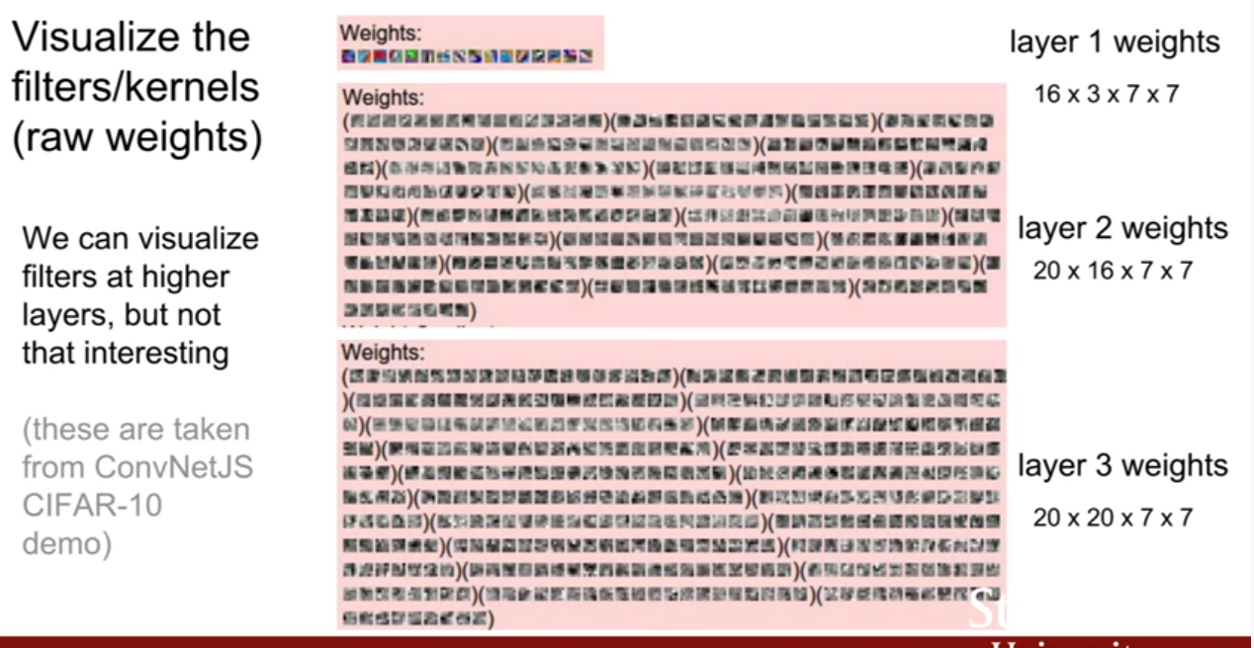 Visualize the
filters/kernels
(raw weights)
We can visualize
filters at higher
layers, but not
that interesting
(these are taken
from ConvNetJS
CIFAR-10
demo)
Weights:
layer 1 weights
16 x 3 x 7 x 7
Weights:
layer 2 weights
20 x 16 x 7 x 7
Weights:
layer 3 weights
20 x 20 x 7 x 7
St